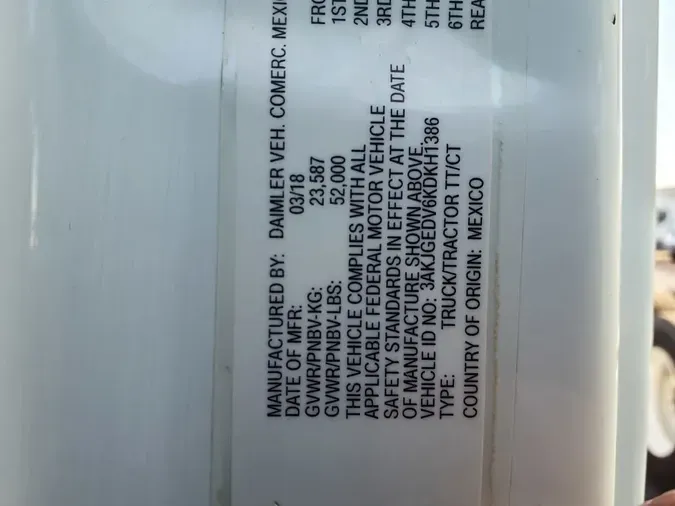 MANUFACTURED BY: DAIMLER VEH. COMERC. MEXI
DATE OF MFR: 03/18
GVWR/PNBV-KG: 23,587
GVWR/PNBV-LBS: 52,000
THIS VEHICLE COMPLIES WITH ALL
APPLICABLE FEDERAL MOTOR VEHICLE
SAFETY STANDARDS IN EFFECT AT THE DATE
OF MANUFACTURE SHOWN ABOVE.
VEHICLE ID NO: 3AKJGEDV6KDKH1386
TYPE: TRUCK/TRACTOR TT/CT
COUNTRY OF ORIGIN: MEXICO
FRO
1ST
2ND
3RD
4TH
5TH
6TH
REA